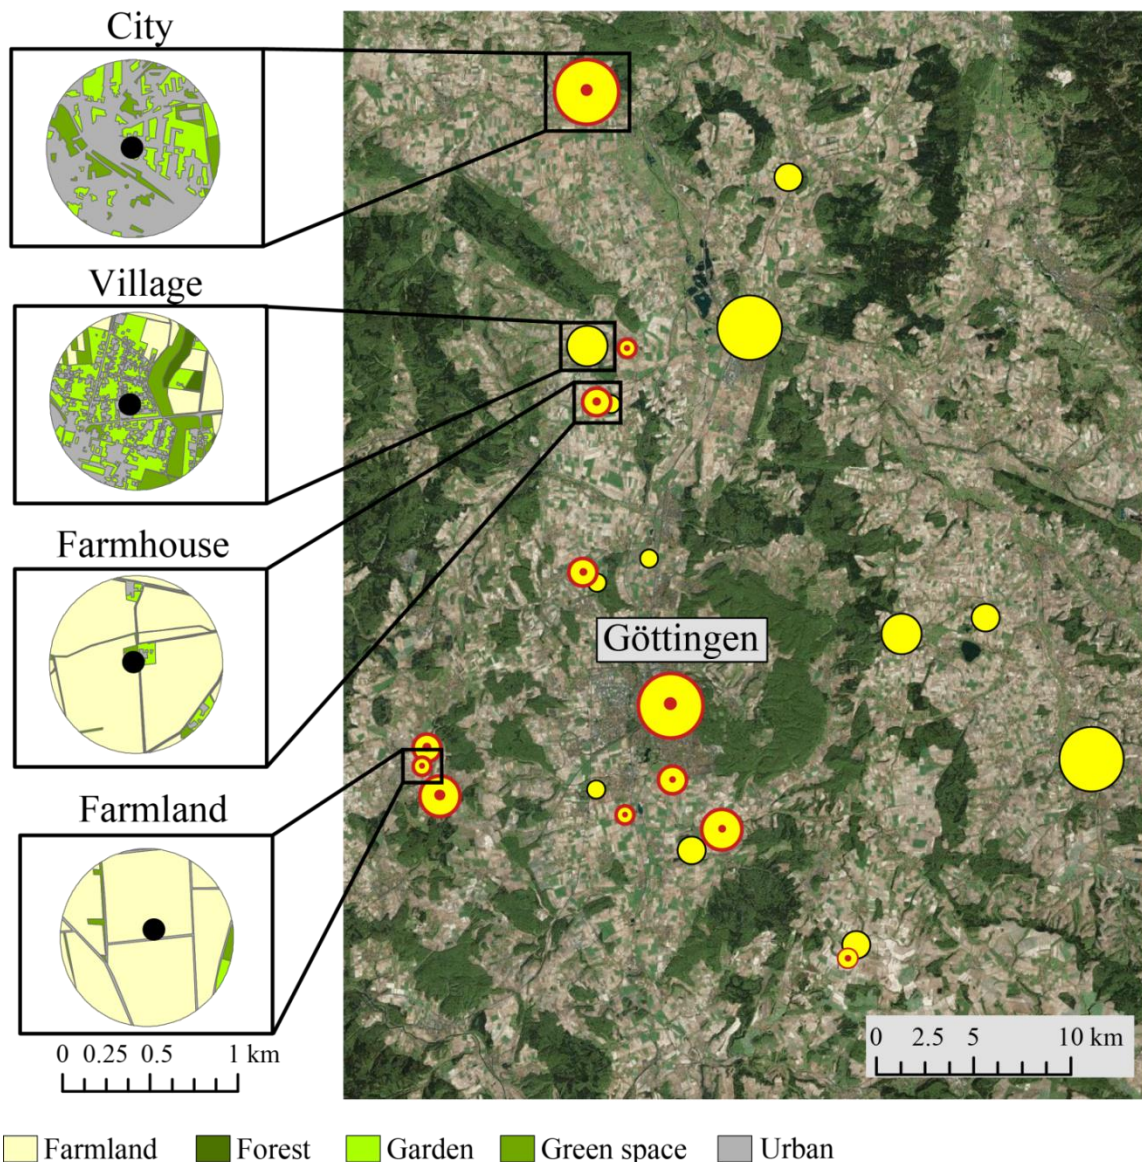 City
Village
Farmhouse
Farmland
Göttingen
0 0.25 0.5 1 km
0 2.5 5 10 km
Farmland Forest Garden Green space Urban